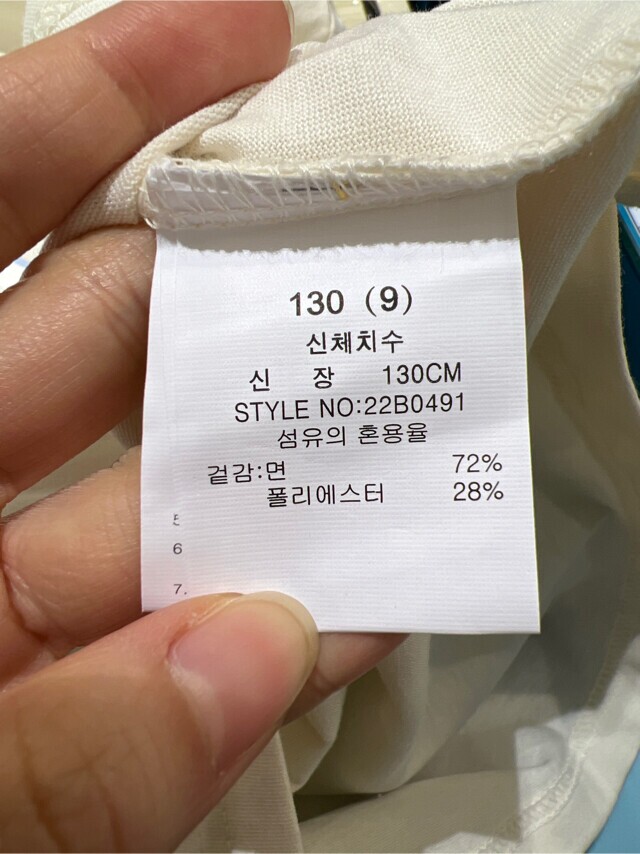 130 (9)
신체치수
신 장 130CM
STYLE NO:22B0491
섬유의 혼용율
겉감:면 72%
폴리에스터 28%
5
6
7.